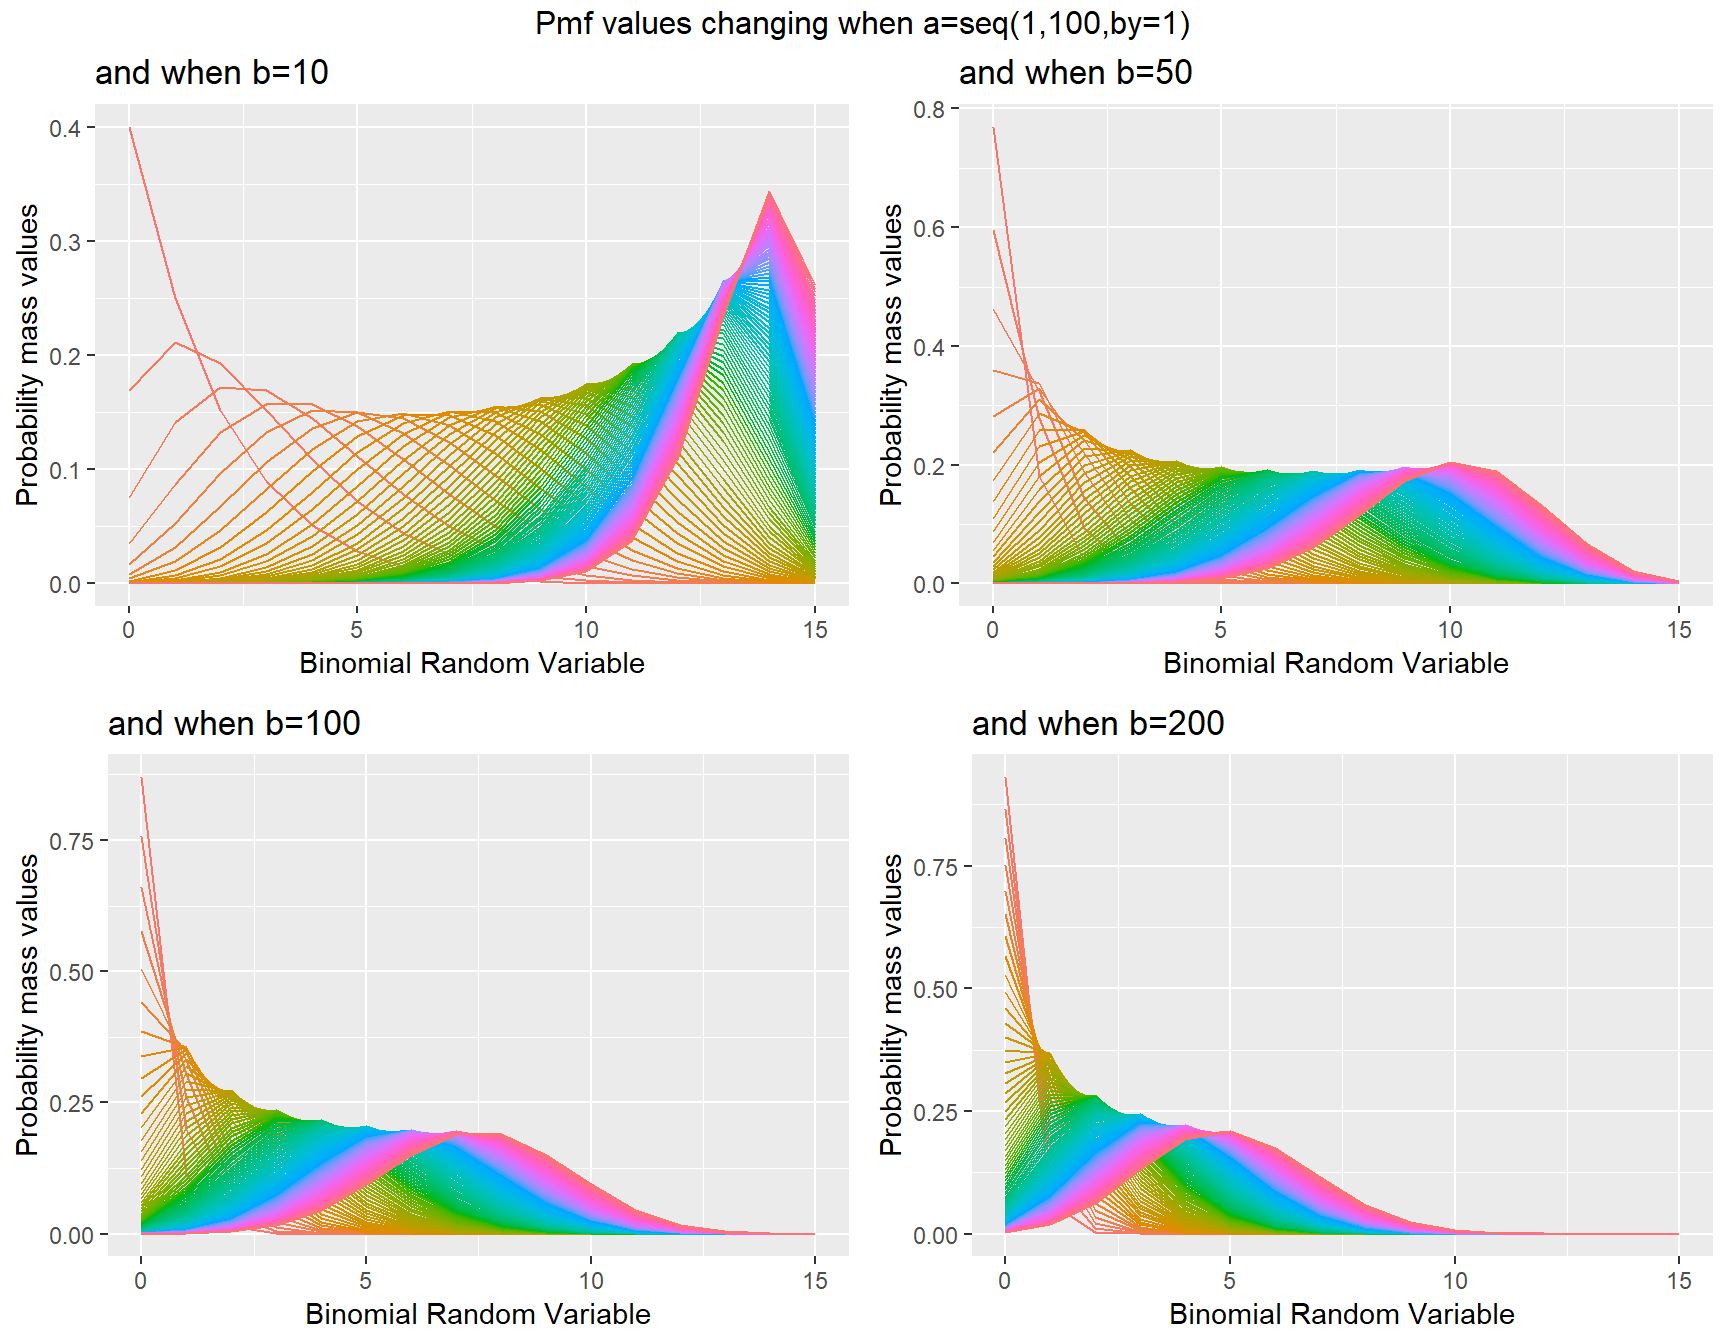 Pmf values changing when a=seq(1,100,by=1)
and when b=10
Probability mass values
0.4
0.3
0.2
0.1
0.0
0 5 10 15
Binomial Random Variable
and when b=50
Probability mass values
0.8
0.6
0.4
0.2
0.0
0 5 10 15
Binomial Random Variable
and when b=100
Probability mass values
0.75
0.50
0.25
0.00
0 5 10 15
Binomial Random Variable
and when b=200
Probability mass values
0.75
0.50
0.25
0.00
0 5 10 15
Binomial Random Variable